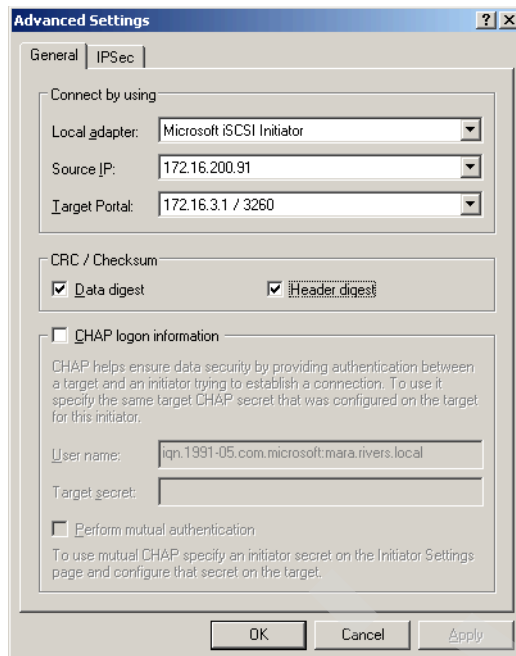 Advanced Settings
General
IPSec
Connect by using
Local adapter:
Microsoft iSCSI Initiator
Source IP:
172.16.200.91
Target Portal:
172.16.3.1 / 3260
CRC / Checksum
Data digest
Header digest
CHAP logon information
CHAP helps ensure data security by providing authentication between
a target and an initiator trying to establish a connection. To use it
specify the same target CHAP secret that was configured on the target
for this initiator.
User name:
iqn.1991-05.com.microsoft:mara.rivers.local
Target secret:
Perform mutual authentication
To use mutual CHAP specify an initiator secret on the Initiator Settings
page and configure that secret on the target.
OK
Cancel
Apply